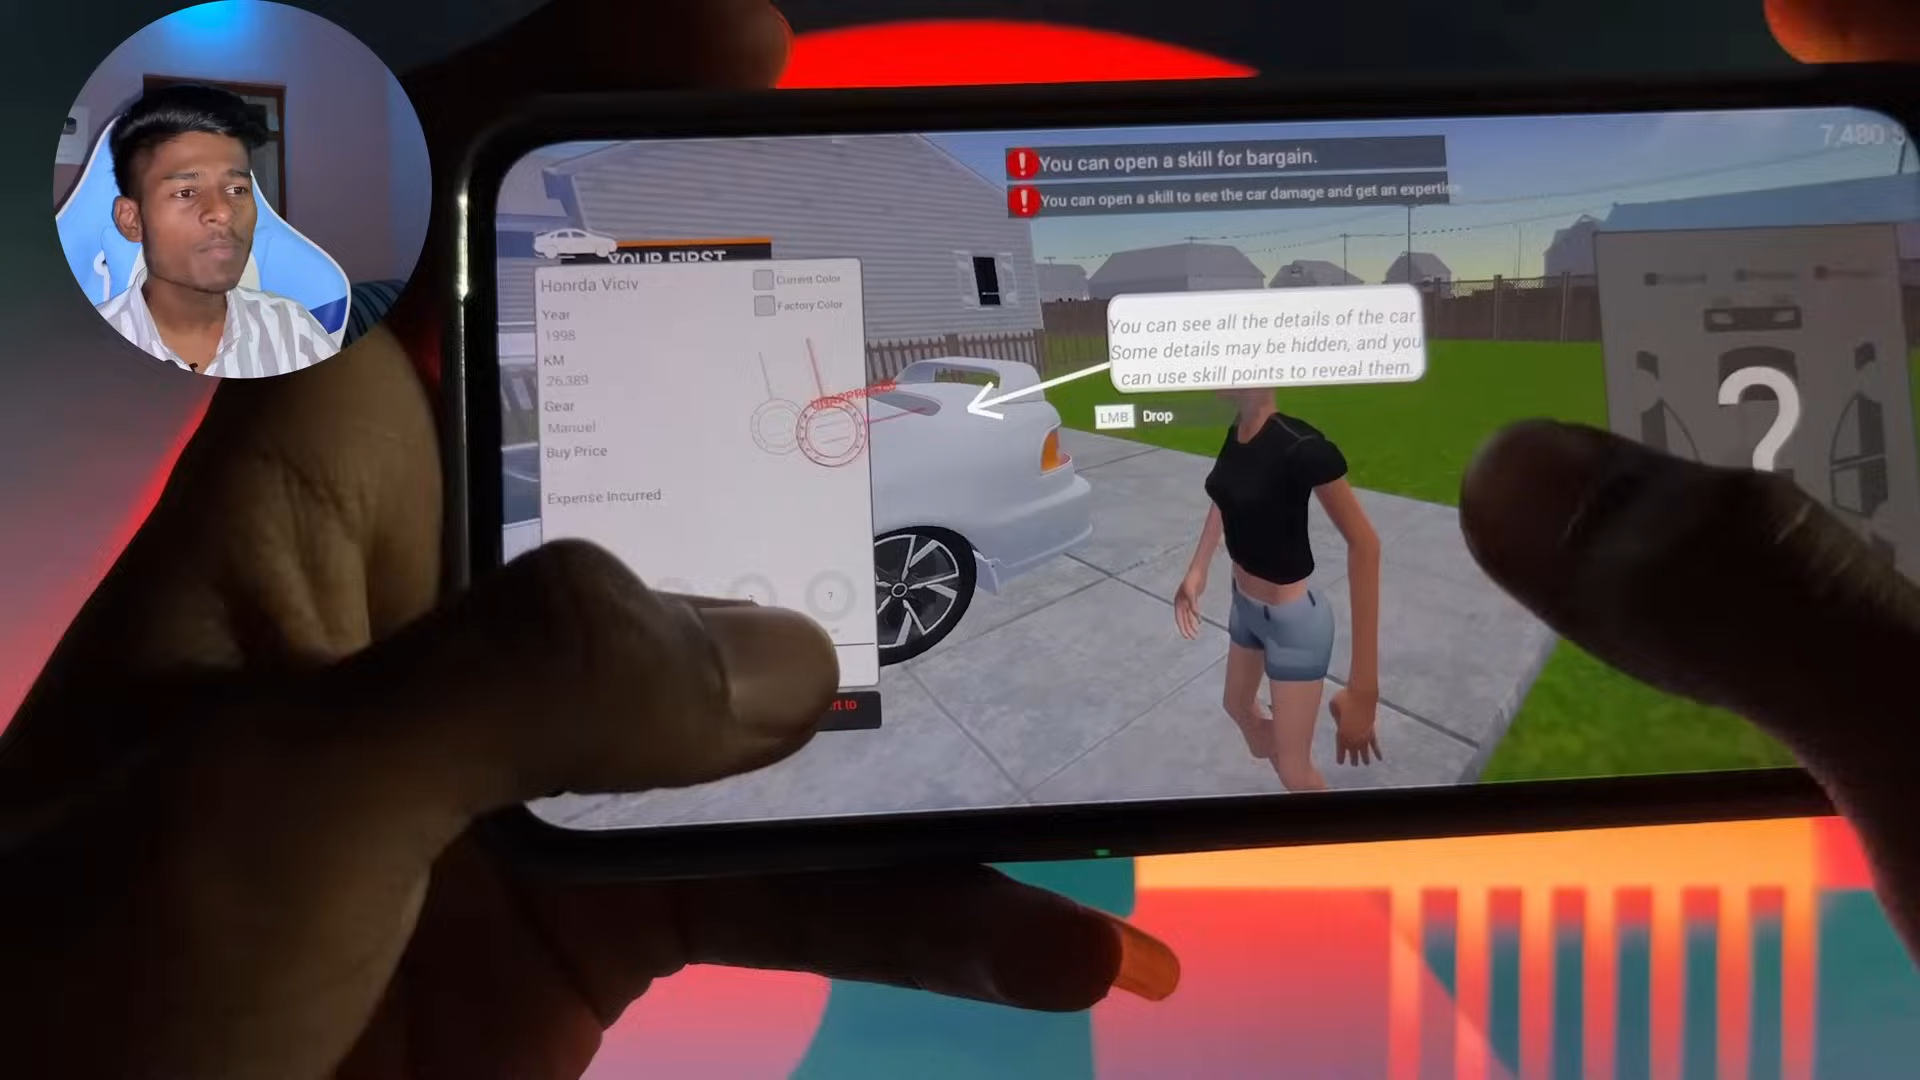 7,480 $
You can open a skill for bargain.
You can open a skill to see the car damage and get an
YOUR FIRST
Honrda Viciv
Current Color
Factory Color
Year
1998
KM
26.389
Gear
Manuel
Buy Price
Expense Incurred
You can see all the details of the car.
Some details may be hidden, and you
can use skill points to reveal them.
LMB Drop
?
?
?
rt to